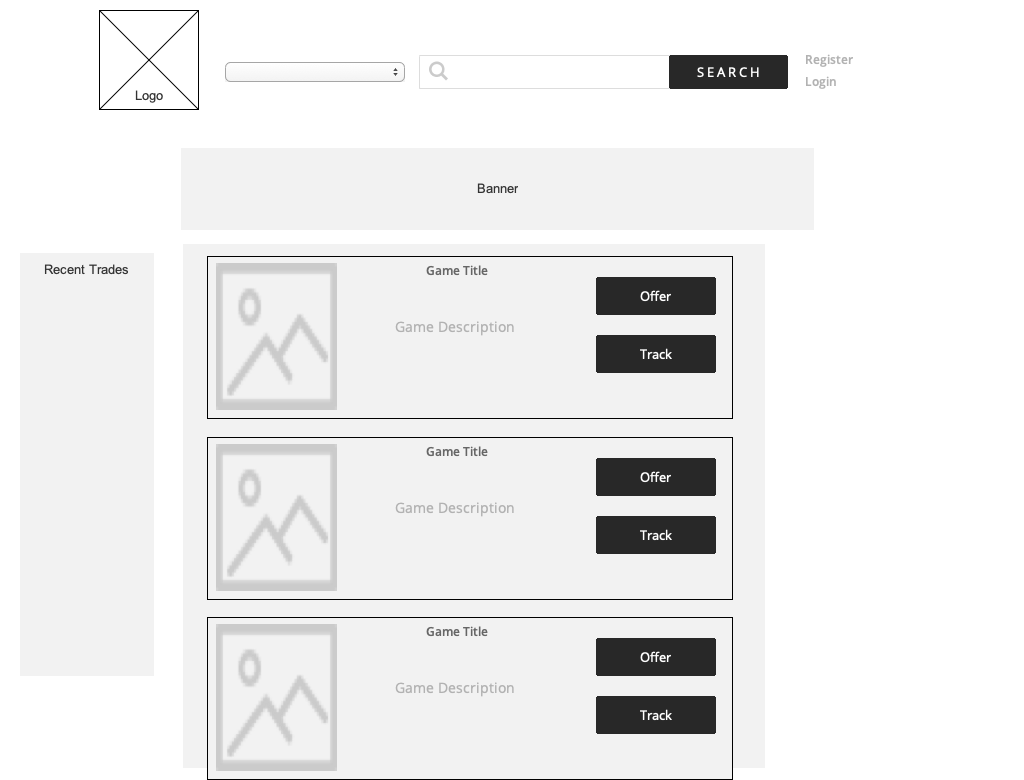 Logo
SEARCH
Register
Login
Banner
Recent Trades
Game Title
Game Description
Offer
Track
Game Title
Game Description
Offer
Track
Game Title
Game Description
Offer
Track